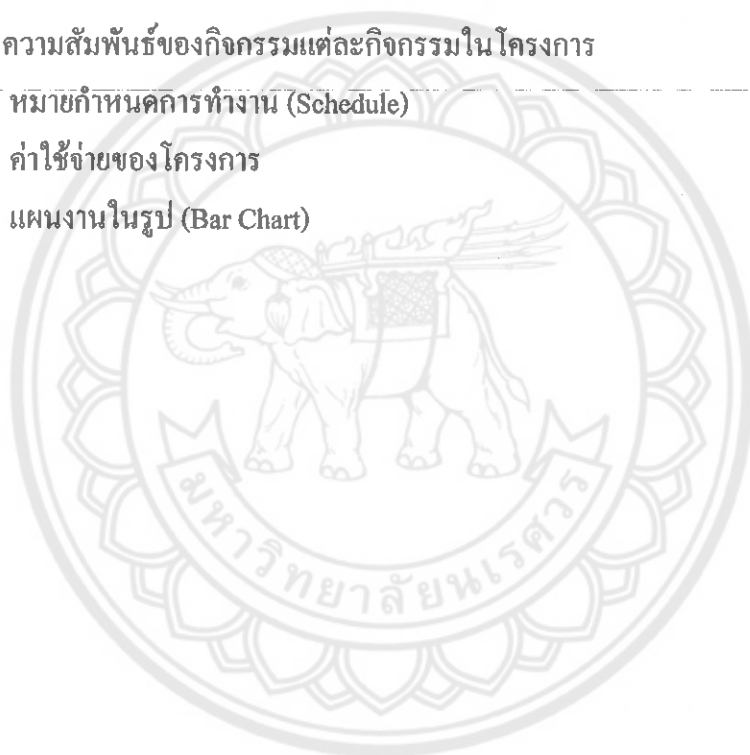 ความสัมพันธ์ของกิจกรรมแต่ละกิจกรรมในโครงการ
หมายกำหนดการทำงาน (Schedule)
ค่าใช้จ่ายของโครงการ
แผนงานในรูป (Bar Chart)
มหาวิทยาลัยนเรศวร